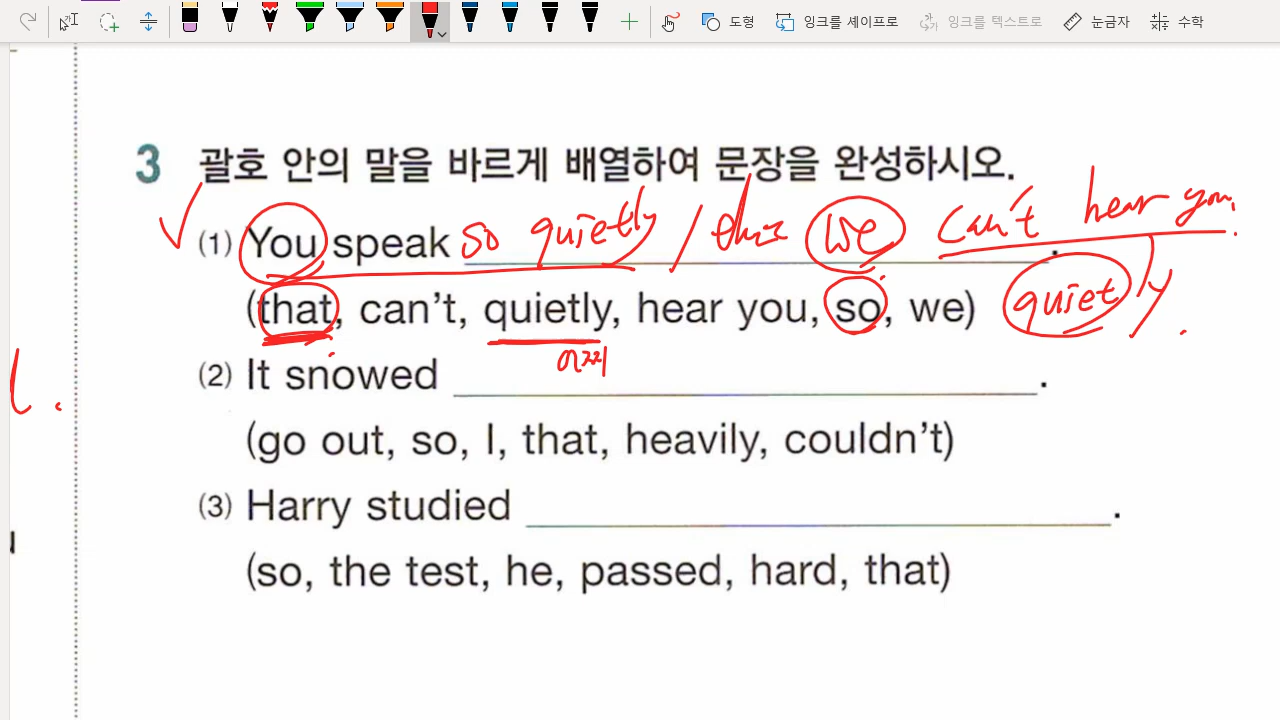 도형 잉크를 셰이프로 잉크를 텍스트로 눈금자 수학
3 괄호 안의 말을 바르게 배열하여 문장을 완성하시오.
(1) You speak so quietly / that we can't hear you.
(that, can't, quietly, hear you, so, we) quietly.
(2) It snowed .
(go out, so, I, that, heavily, couldn't)
(3) Harry studied .
(so, the test, he, passed, hard, that)